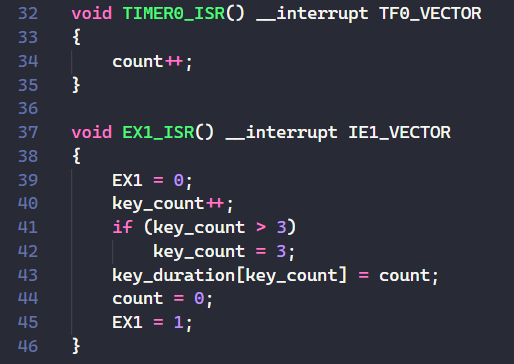 32 void TIMER0_ISR() __interrupt TF0_VECTOR
33 {
34     count++;
35 }
36
37 void EX1_ISR() __interrupt IE1_VECTOR
38 {
39     EX1 = 0;
40     key_count++;
41     if (key_count > 3)
42         key_count = 3;
43     key_duration[key_count] = count;
44     count = 0;
45     EX1 = 1;
46 }